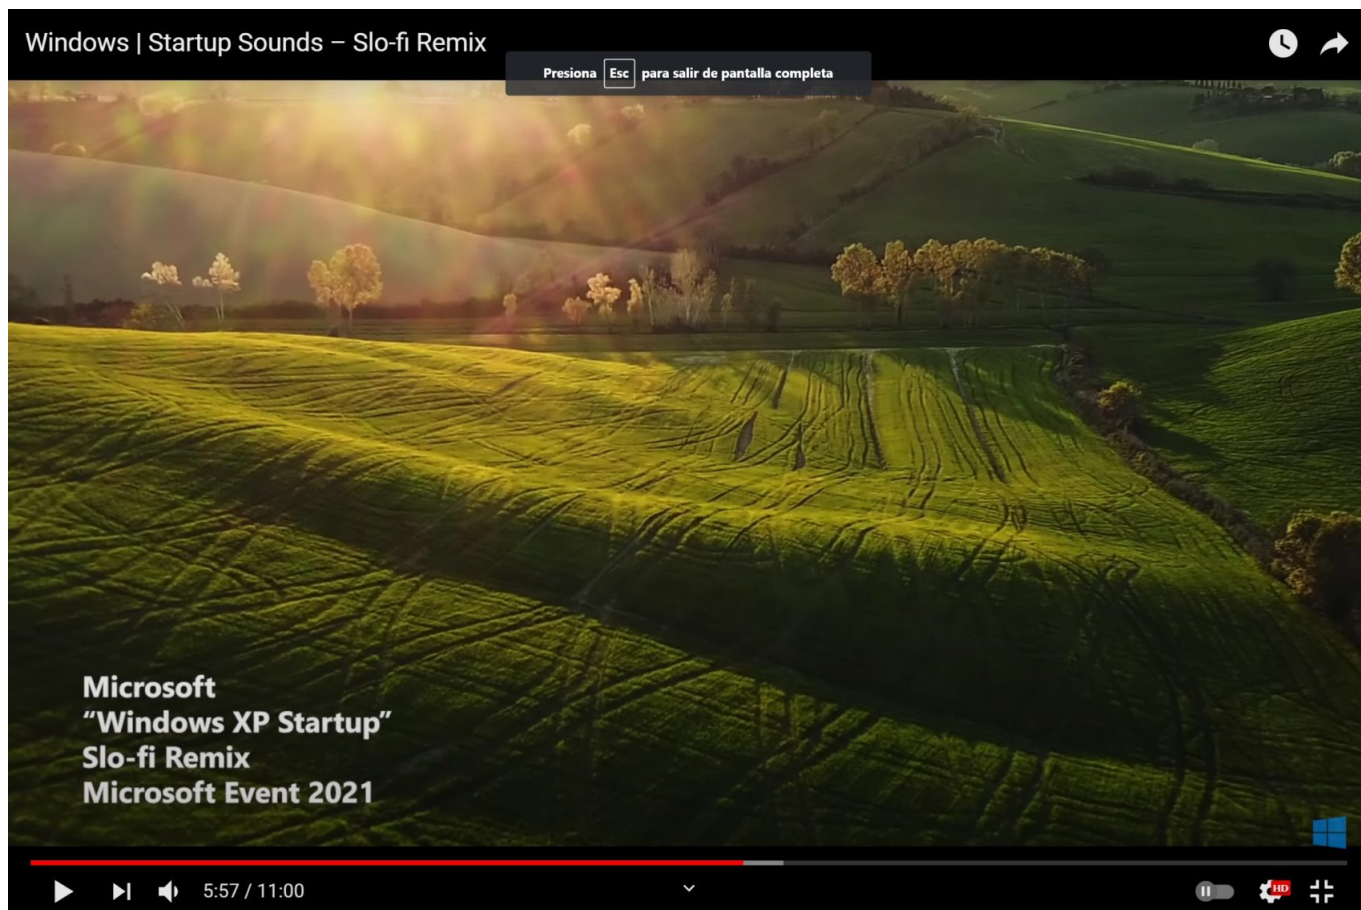 Windows | Startup Sounds – Slo-fi Remix
Presiona Esc para salir de pantalla completa
Microsoft
“Windows XP Startup”
Slo-fi Remix
Microsoft Event 2021
5:57 / 11:00
HD